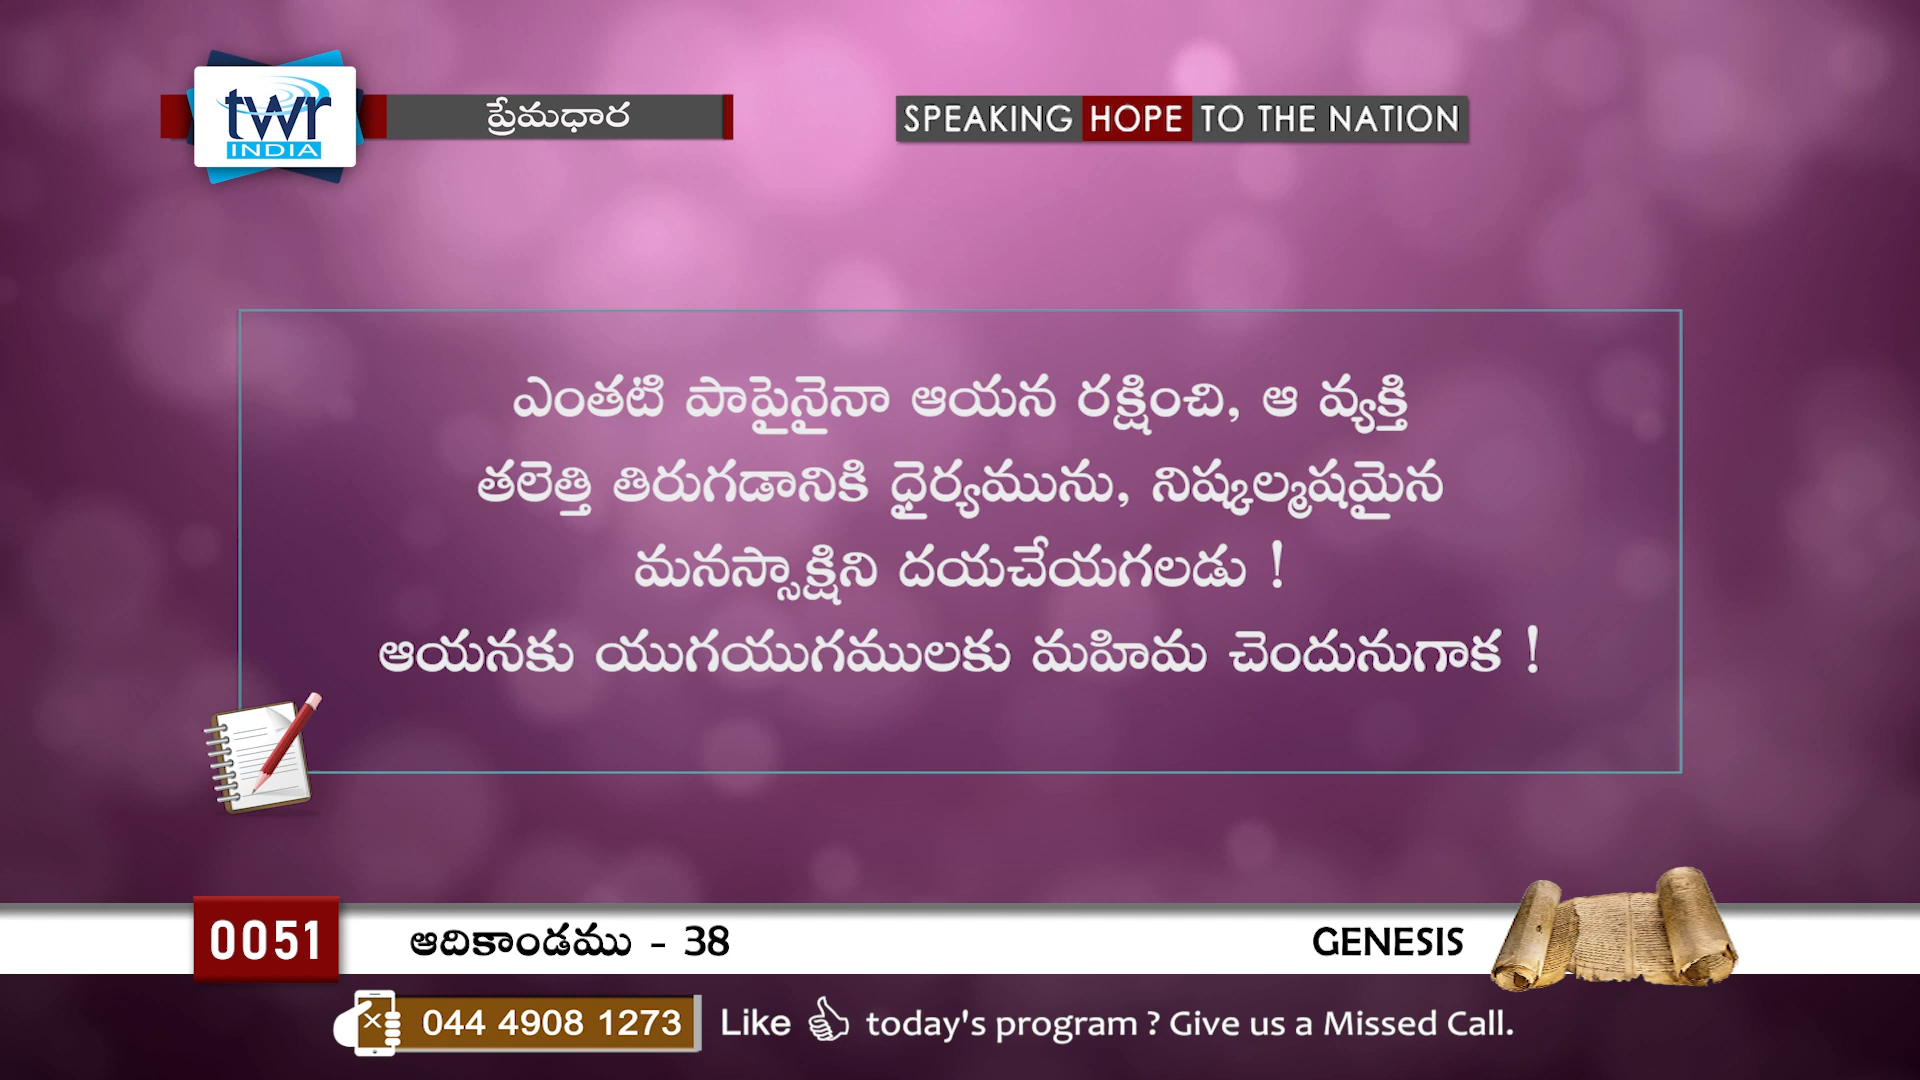 twr
INDIA
ప్రేమధార
SPEAKING HOPE TO THE NATION
ఎంతటి పాపైనైనా ఆయన రక్షించి, ఆ వ్యక్తి
తలెత్తి తిరుగడానికి ధైర్యమును, నిష్కల్మషమైన
మనస్సాక్షిని దయచేయగలడు !
ఆయనకు యుగయుగములకు మహిమ చెందునుగాక !
0051
ఆదికాండము - 38
GENESIS
044 4908 1273
Like today's program ? Give us a Missed Call.